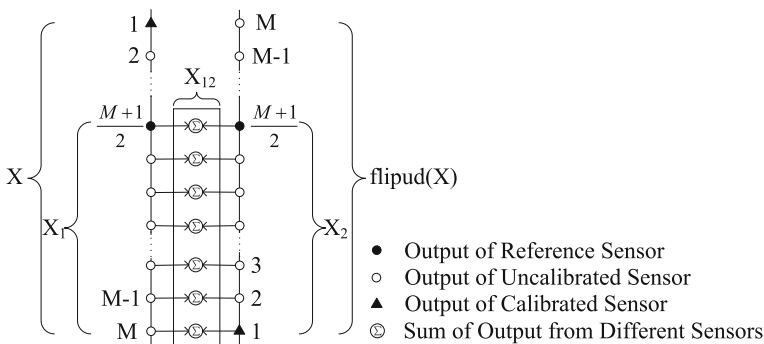 1 M
2 M-1
X₁₂
M+1 M+1
2 2
X flipud(X)
X₁ X₂
● Output of Reference Sensor
3 ○ Output of Uncalibrated Sensor
M-1 2 ▲ Output of Calibrated Sensor
M 1 Ⓢ Sum of Output from Different Sensors
Σ
Σ
Σ
Σ
Σ
Σ
Σ
Σ